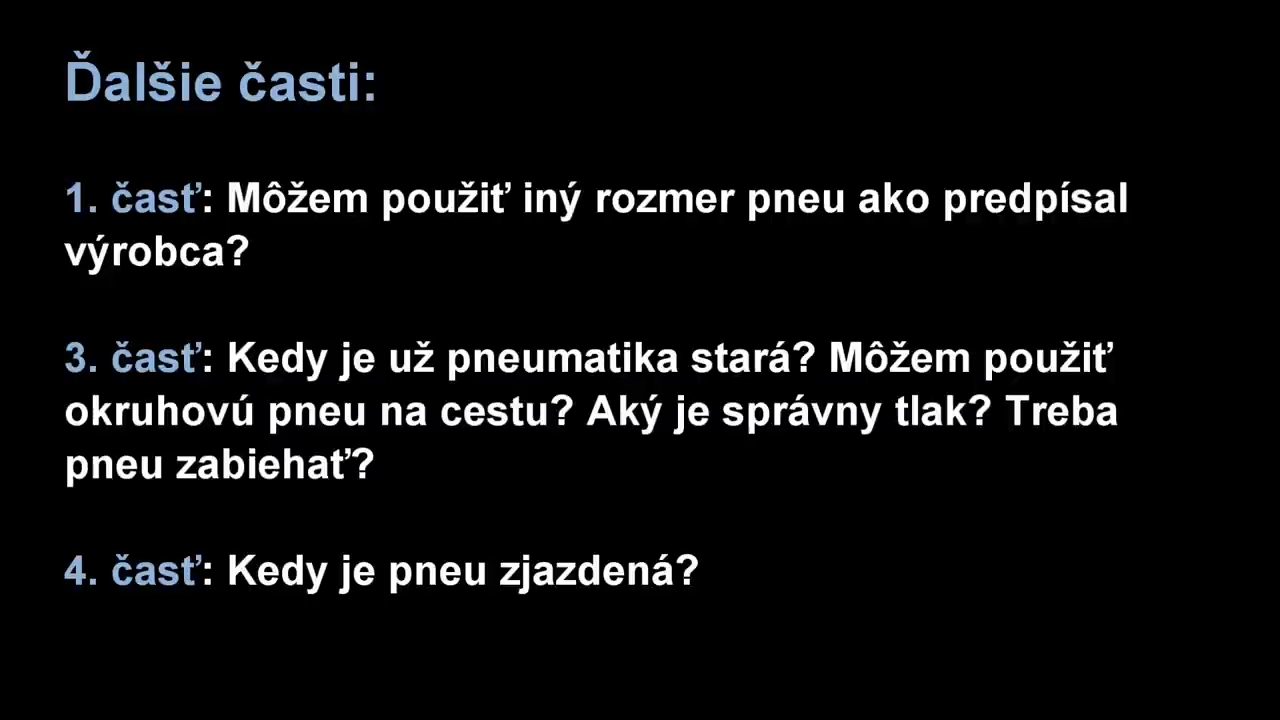 Ďalšie časti:
1. časť: Môžem použiť iný rozmer pneu ako predpísal
výrobca?
3. časť: Kedy je už pneumatika stará? Môžem použiť
okruhovú pneu na cestu? Aký je správny tlak? Treba
pneu zabiehať?
4. časť: Kedy je pneu zjazdená?